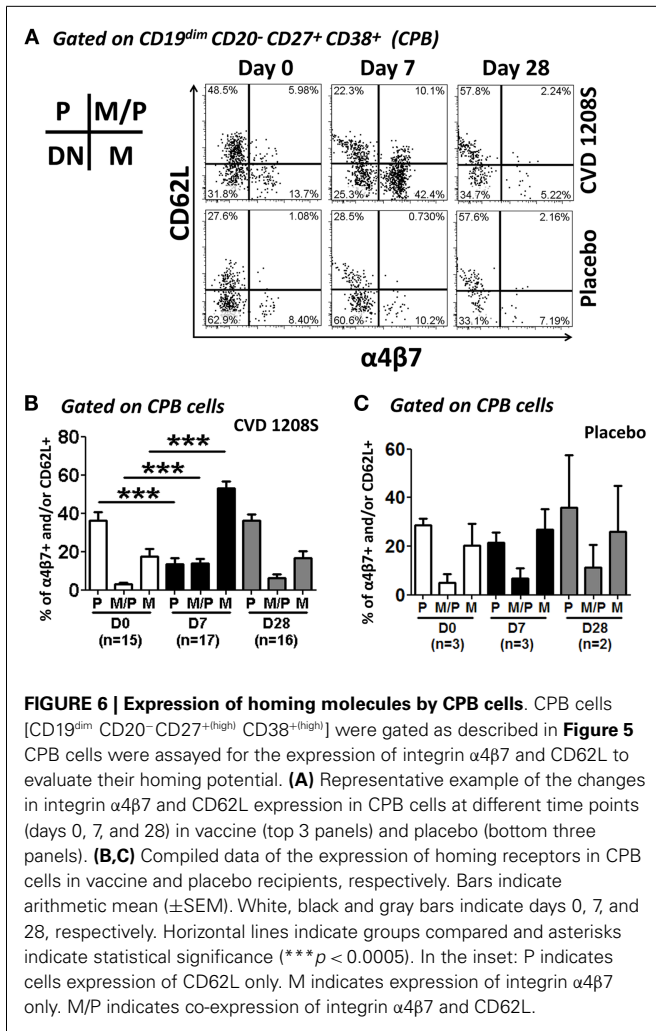 A Gated on CD19dim CD20- CD27+ CD38+ (CPB)
Day 0 Day 7 Day 28
P M/P
DN M
48.5% 5.98% 22.3% 10.1% 57.8% 2.24%
31.8% 13.7% 25.3% 42.4% 34.7% 5.22%
CVD 1208S
27.6% 1.08% 28.5% 0.730% 57.6% 2.16%
62.9% 8.40% 60.6% 10.2% 33.1% 7.19%
Placebo
CD62L
α4β7
B Gated on CPB cells
CVD 1208S
% of α4β7+ and/or CD62L+
80
60
40
20
0
*** *** ***
P M/P M P M/P M P M/P M
D0 D7 D28
(n=15) (n=17) (n=16)
C Gated on CPB cells
Placebo
% of α4β7+ and/or CD62L+
60
40
20
0
P M/P M P M/P M P M/P M
D0 D7 D28
(n=3) (n=3) (n=2)
FIGURE 6 | Expression of homing molecules by CPB cells. CPB cells
[CD19dim CD20−CD27+(high) CD38+(high)] were gated as described in Figure 5
CPB cells were assayed for the expression of integrin α4β7 and CD62L to
evaluate their homing potential. (A) Representative example of the changes
in integrin α4β7 and CD62L expression in CPB cells at different time points
(days 0, 7, and 28) in vaccine (top 3 panels) and placebo (bottom three
panels). (B,C) Compiled data of the expression of homing receptors in CPB
cells in vaccine and placebo recipients, respectively. Bars indicate
arithmetic mean (±SEM). White, black and gray bars indicate days 0, 7, and
28, respectively. Horizontal lines indicate groups compared and asterisks
indicate statistical significance (***p < 0.0005). In the inset: P indicates
cells expression of CD62L only. M indicates expression of integrin α4β7
only. M/P indicates co-expression of integrin α4β7 and CD62L.